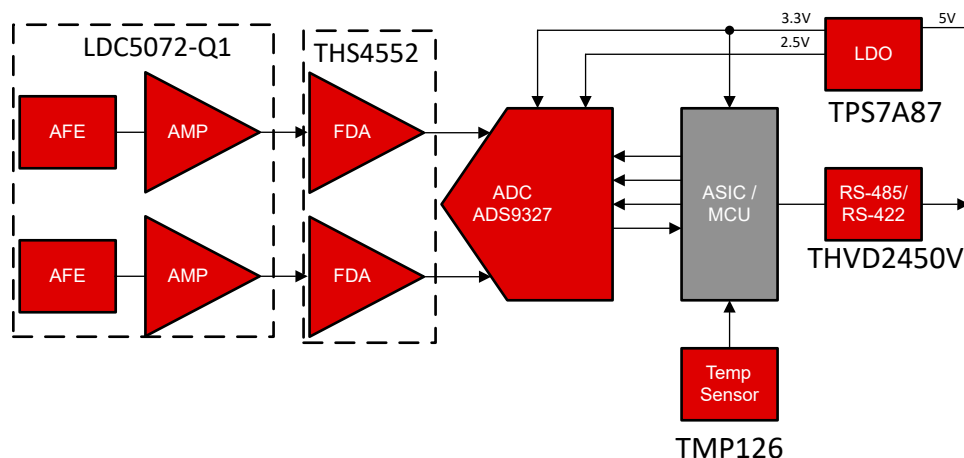 LDC5072-Q1
THS4552
3.3V
5V
2.5V
LDO
TPS7A87
AFE
AMP
FDA
ADC
ADS9327
ASIC /
MCU
RS-485/
RS-422
THVD2450V
AFE
AMP
FDA
Temp
Sensor
TMP126